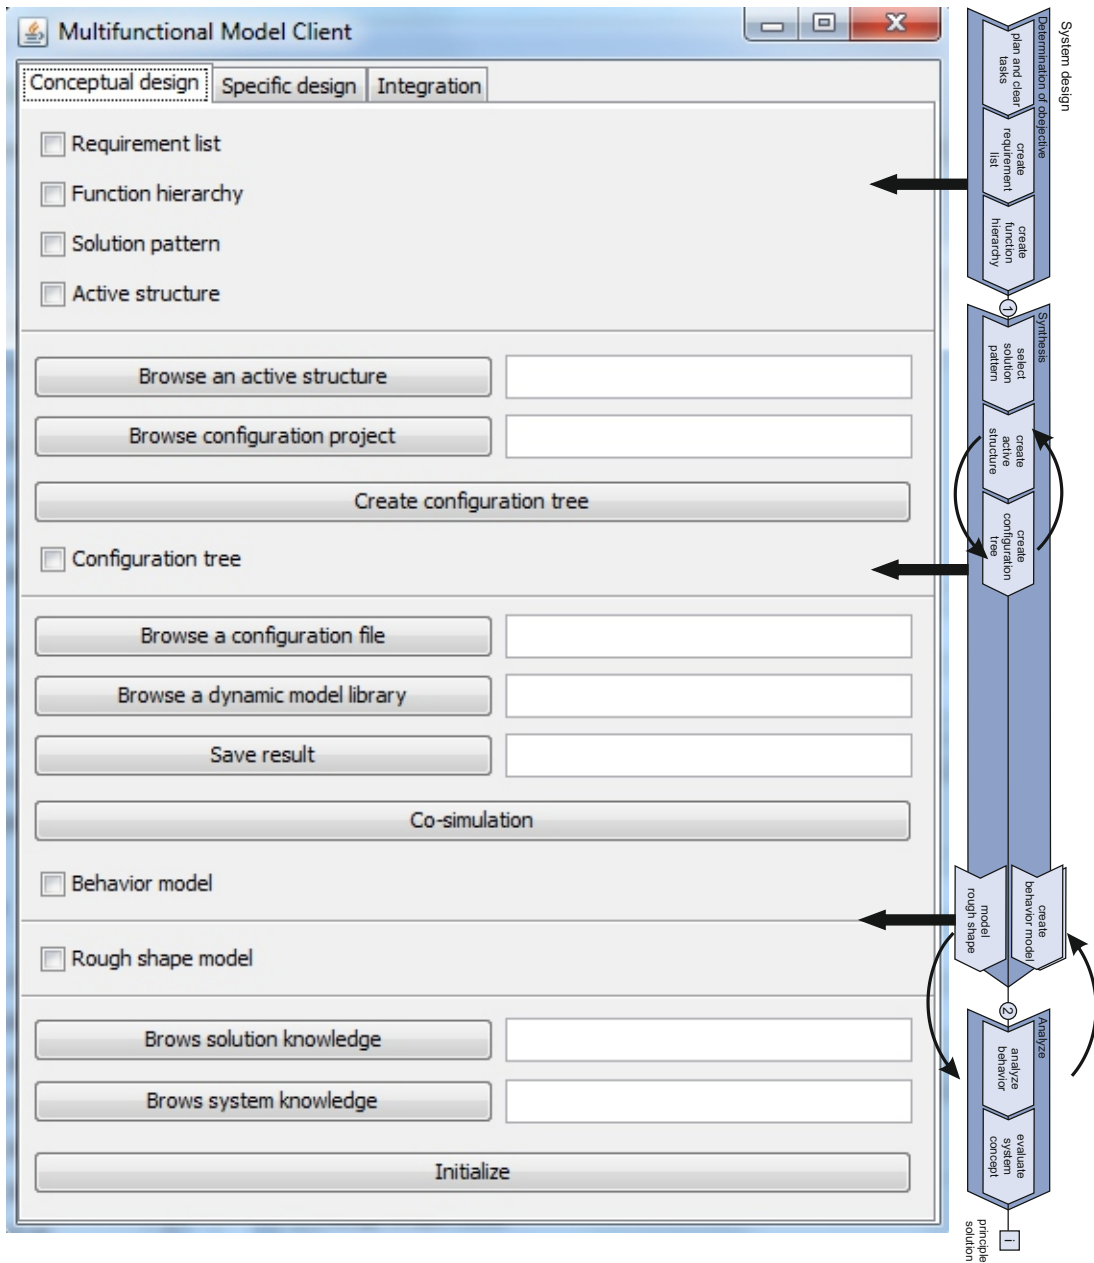 Multifunctional Model Client
Conceptual design
Specific design
Integration
Requirement list
Function hierarchy
Solution pattern
Active structure
Browse an active structure
Browse configuration project
Create configuration tree
Configuration tree
Browse a configuration file
Browse a dynamic model library
Save result
Co-simulation
Behavior model
Rough shape model
Brows solution knowledge
Brows system knowledge
Initialize
System design
Determination of obejective
plan and clear
tasks
create
requirement
list
create
function
hierarchy
1
Synthesis
select
solution
pattern
create
active
structure
create
configuration
tree
create
behavior model
model
rough shape
2
Analyze
analyze
behavior
evaluate
system
concept
i
principle
solution